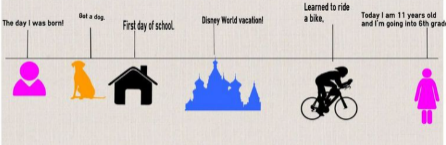 The day I was born!
Got a dog.
First day of school.
Disney World vacation!
Learned to ride
a bike,
Today I am 11 years old
and I'm going into 6th grad